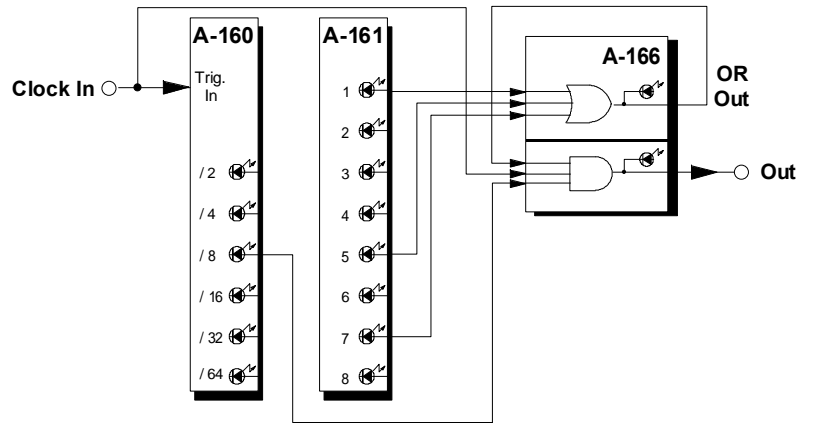 A-160
A-161
A-166
Clock In
Trig.
In
OR
Out
Out
/ 2
/ 4
/ 8
/ 16
/ 32
/ 64
1
2
3
4
5
6
7
8